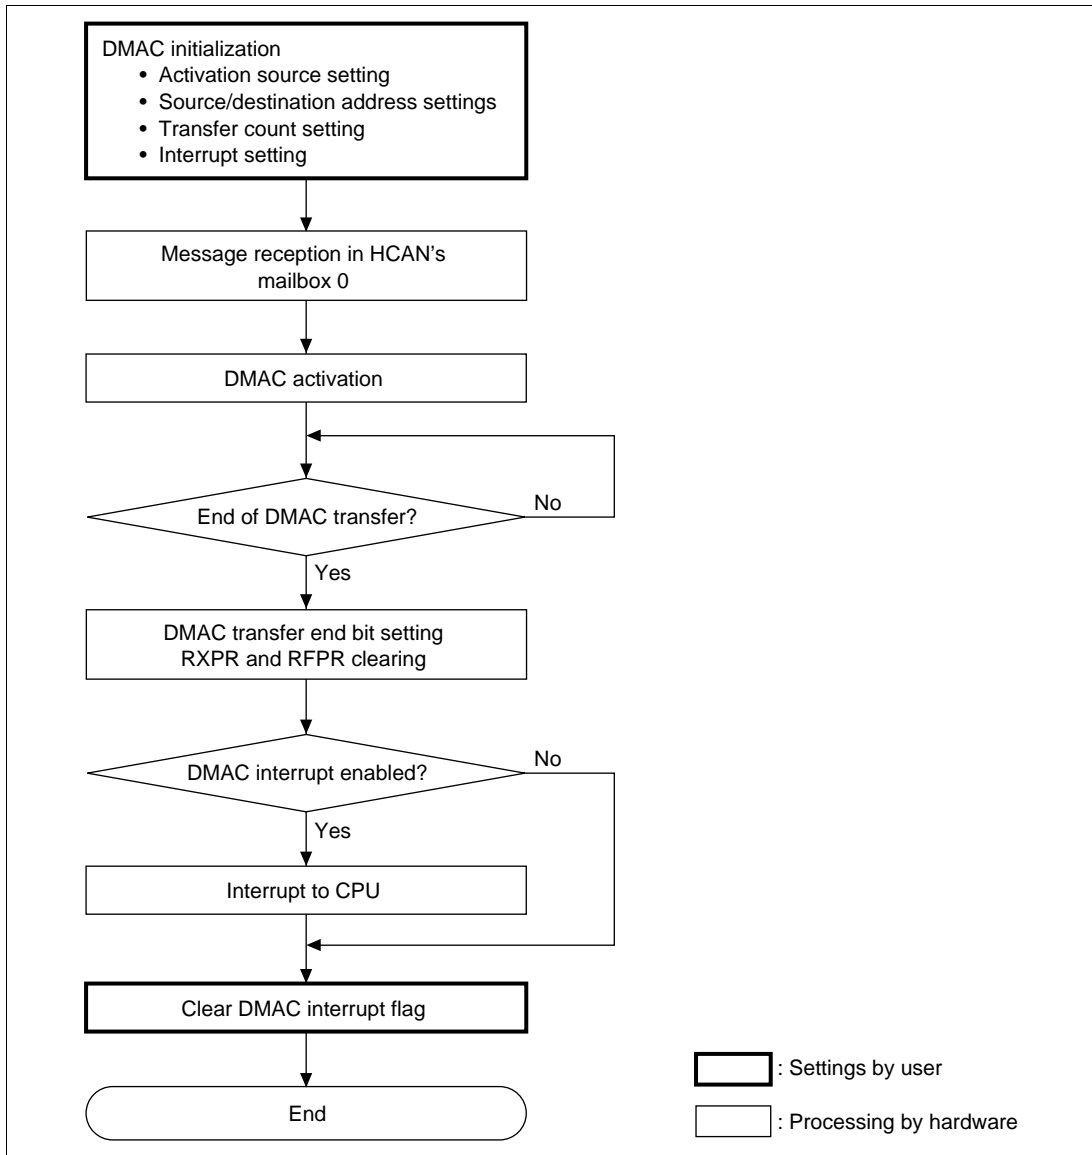 DMAC initialization
• Activation source setting
• Source/destination address settings
• Transfer count setting
• Interrupt setting
Message reception in HCAN's
mailbox 0
DMAC activation
End of DMAC transfer?
No
Yes
DMAC transfer end bit setting
RXPR and RFPR clearing
DMAC interrupt enabled?
No
Yes
Interrupt to CPU
Clear DMAC interrupt flag
End
: Settings by user
: Processing by hardware